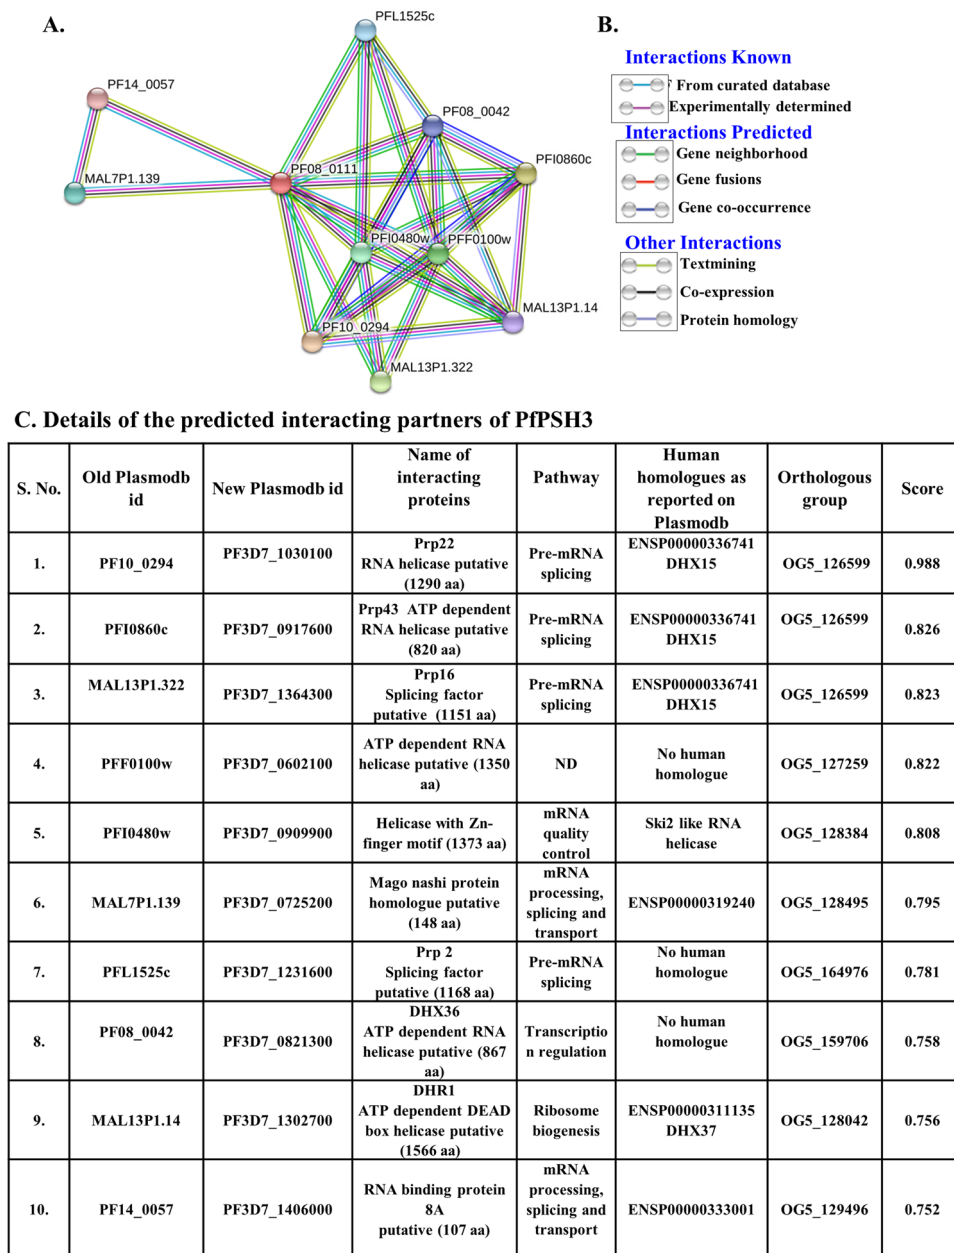 A.
PFL1525c
PF14_0057
PF08_0042
PFI0860c
PF08_0111
MAL7P1.139
PFI0480w
PFF0100w
MAL13P1.14
PF10_0294
MAL13P1.322
B.
Interactions Known
From curated database
Experimentally determined
Interactions Predicted
Gene neighborhood
Gene fusions
Gene co-occurrence
Other Interactions
Textmining
Co-expression
Protein homology
C. Details of the predicted interacting partners of PfPSH3
S. No.
Old Plasmodb
id
New Plasmodb id
Name of
interacting
proteins
Pathway
Human
homologues as
reported on
Plasmodb
Orthologous
group
Score
1.
PF10_0294
PF3D7_1030100
Prp22
RNA helicase putative
(1290 aa)
Pre-mRNA
splicing
ENSP00000336741
DHX15
OG5_126599
0.988
2.
PFI0860c
PF3D7_0917600
Prp43 ATP dependent
RNA helicase putative
(820 aa)
Pre-mRNA
splicing
ENSP00000336741
DHX15
OG5_126599
0.826
3.
MAL13P1.322
PF3D7_1364300
Prp16
Splicing factor
putative (1151 aa)
Pre-mRNA
splicing
ENSP00000336741
DHX15
OG5_126599
0.823
4.
PFF0100w
PF3D7_0602100
ATP dependent RNA
helicase putative (1350
aa)
ND
No human
homologue
OG5_127259
0.822
5.
PFI0480w
PF3D7_0909900
Helicase with Zn-
finger motif (1373 aa)
mRNA
quality
control
Ski2 like RNA
helicase
OG5_128384
0.808
6.
MAL7P1.139
PF3D7_0725200
Mago nashi protein
homologue putative
(148 aa)
mRNA
processing,
splicing and
transport
ENSP00000319240
OG5_128495
0.795
7.
PFL1525c
PF3D7_1231600
Prp 2
Splicing factor
putative (1168 aa)
Pre-mRNA
splicing
No human
homologue
OG5_164976
0.781
8.
PF08_0042
PF3D7_0821300
DHX36
ATP dependent RNA
helicase putative (867
aa)
Transcriptio
n regulation
No human
homologue
OG5_159706
0.758
9.
MAL13P1.14
PF3D7_1302700
DHR1
ATP dependent DEAD
box helicase putative
(1566 aa)
Ribosome
biogenesis
ENSP00000311135
DHX37
OG5_128042
0.756
10.
PF14_0057
PF3D7_1406000
RNA binding protein
8A
putative (107 aa)
mRNA
processing,
splicing and
transport
ENSP00000333001
OG5_129496
0.752